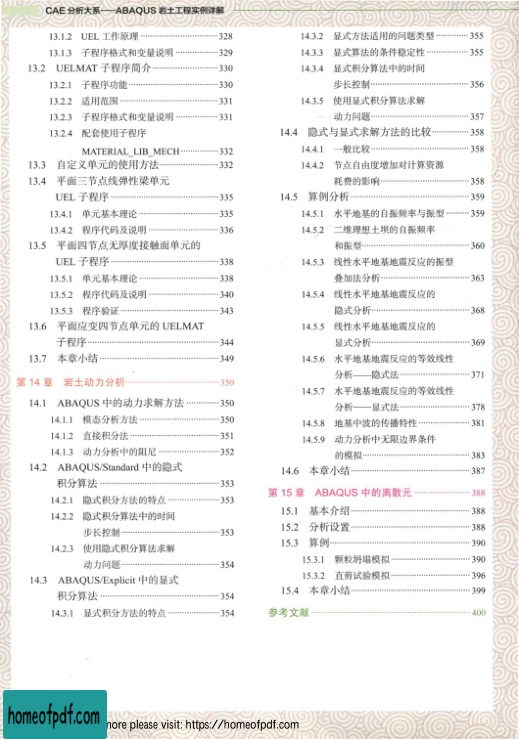 CAE 分析大系——ABAQUS 岩土工程实例详解
13.1.2 UEL 工作原理 328
13.1.3 子程序格式和变量说明 329
13.2 UELMAT 子程序简介 330
13.2.1 子程序功能 330
13.2.2 适用范围 331
13.2.3 子程序格式和变量说明 331
13.2.4 配套使用子程序
MATERIAL_LIB_MECH 332
13.3 自定义单元的使用方法 332
13.4 平面三节点线弹性梁单元
UEL 子程序 335
13.4.1 单元基本理论 335
13.4.2 程序代码及说明 336
13.5 平面四节点无厚度接触面单元的
UEL 子程序 338
13.5.1 单元基本理论 338
13.5.2 程序代码及说明 340
13.5.3 程序验证 343
13.6 平面应变四节点单元的 UELMAT
子程序 344
13.7 本章小结 349
第 14 章 岩土动力分析 350
14.1 ABAQUS 中的动力求解方法 350
14.1.1 模态分析方法 350
14.1.2 直接积分法 351
14.1.3 动力分析中的阻尼 352
14.2 ABAQUS/Standard 中的隐式
积分算法 353
14.2.1 隐式积分方法的特点 353
14.2.2 隐式积分算法中的时间
步长控制 353
14.2.3 使用隐式积分算法求解
动力问题 354
14.3 ABAQUS/Explicit 中的显式
积分算法 354
14.3.1 显式积分方法的特点 354
14.3.2 显式方法适用的问题类型 355
14.3.3 显式算法的条件稳定性 355
14.3.4 显式积分算法中的时间
步长控制 356
14.3.5 使用显式积分算法求解
动力问题 357
14.4 隐式与显式求解方法的比较 358
14.4.1 一般比较 358
14.4.2 节点自由度增加对计算资源
耗费的影响 358
14.5 算例分析 359
14.5.1 水平地基的自振频率与振型 359
14.5.2 二维理想土坝的自振频率
和振型 360
14.5.3 线性水平地基地震反应的振型
叠加法分析 363
14.5.4 线性水平地基地震反应的
隐式分析 368
14.5.5 线性水平地基地震反应的
显式分析 369
14.5.6 水平地基地震反应的等效线性
分析——隐式法 371
14.5.7 水平地基地震反应的等效线性
分析——显式法 378
14.5.8 地基中波的传播特性 381
14.5.9 动力分析中无限边界条件
的模拟 383
14.6 本章小结 387
第 15 章 ABAQUS 中的离散元 388
15.1 基本介绍 388
15.2 分析设置 388
15.3 算例 390
15.3.1 颗粒坍塌模拟 390
15.3.2 直剪试验模拟 396
15.4 本章小结 399
参考文献 400
homeofpdf.com
more please visit: https://homeofpdf.com